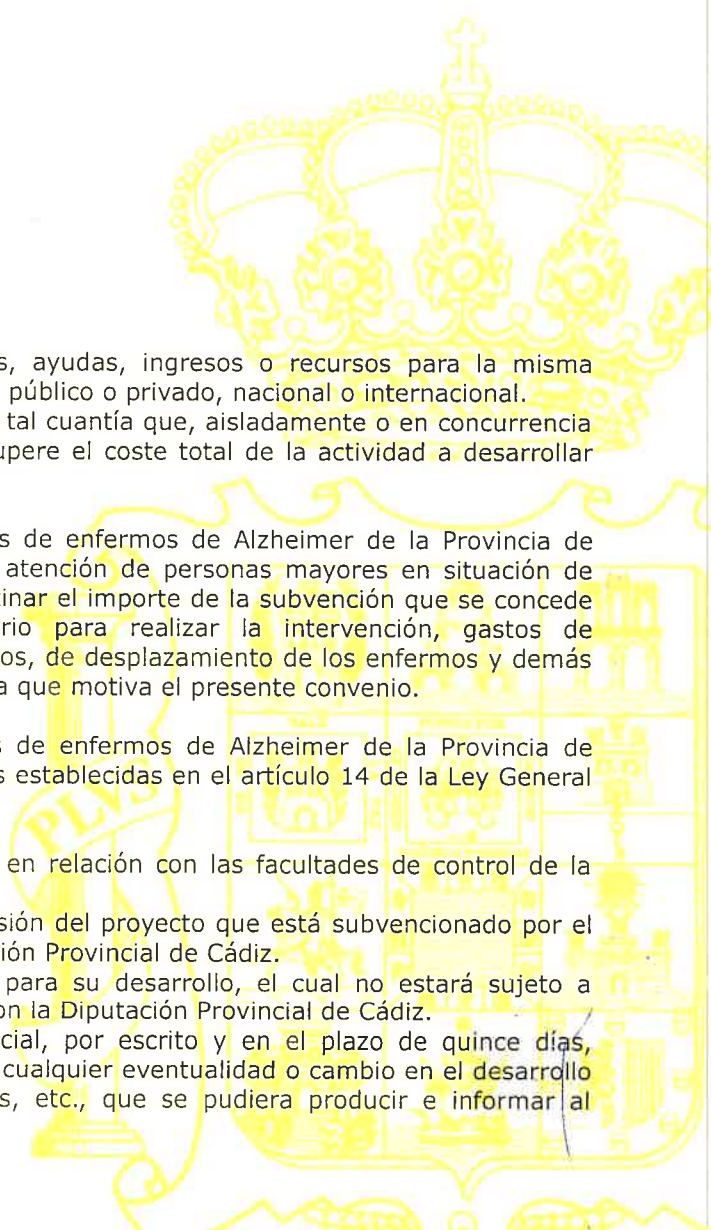 s, ayudas, ingresos o recursos para la misma
público o privado, nacional o internacional.
tal cuantía que, aisladamente o en concurrencia
upere el coste total de la actividad a desarrollar
s de enfermos de Alzheimer de la Provincia de
atención de personas mayores en situación de
inar el importe de la subvención que se concede
rio para realizar la intervención, gastos de
os, de desplazamiento de los enfermos y demás
a que motiva el presente convenio.
s de enfermos de Alzheimer de la Provincia de
s establecidas en el artículo 14 de la Ley General
PLVS
en relación con las facultades de control de la
sión del proyecto que está subvencionado por el
ión Provincial de Cádiz.
para su desarrollo, el cual no estará sujeto a
on la Diputación Provincial de Cádiz.
cial, por escrito y en el plazo de quince días,
cualquier eventualidad o cambio en el desarrollo
s, etc., que se pudiera producir e informar al